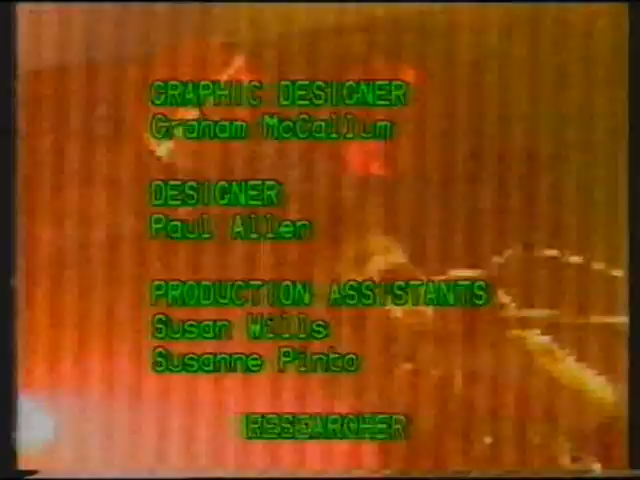 GRAPHIC DESIGNER
Graham McCallum
DESIGNER
Paul Allen
PRODUCTION ASSISTANTS
Susan Wills
Susanne Pinto
RESEARCHER